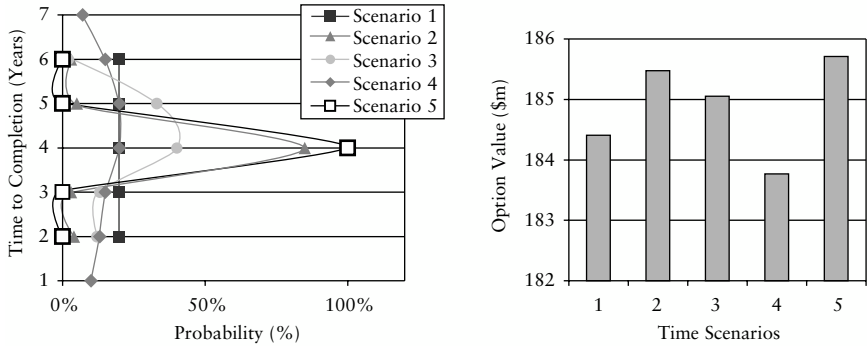 7
6
5
4
3
2
1
Time to Completion (Years)
0%
50%
100%
Probability (%)
Scenario 1
Scenario 2
Scenario 3
Scenario 4
Scenario 5
186
185
184
183
182
Option Value ($m)
1
2
3
4
5
Time Scenarios